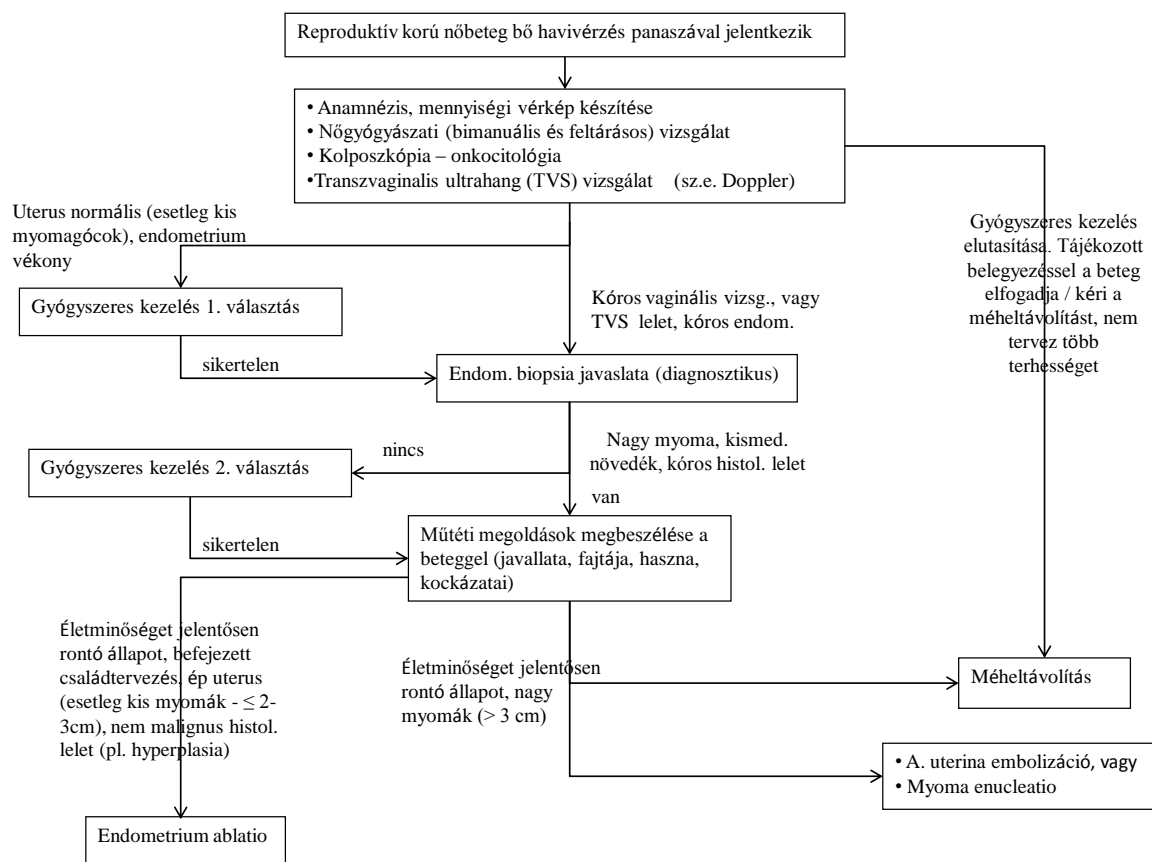 Reproduktív korú nőbeteg bő havivérzés panaszával jelentkezik
• Anamnézis, mennyiségi vérkép készítése
• Nőgyógyászati (bimanuális és feltárásos) vizsgálat
• Kolposzkópia – onkocitológia
• Transzvaginalis ultrahang (TVS) vizsgálat (sz.e. Doppler)
Uterus normális (esetleg kis
myomagócok), endometrium
vékony
Gyógyszeres kezelés
elutasítása. Tájékozott
belegyezéssel a beteg
elfogadja / kéri a
méheltávolítást, nem
tervez több
terhességet
Gyógyszeres kezelés 1. választás
Kóros vaginális vizsg., vagy
TVS lelet, kóros endom.
sikertelen
Endom. biopsia javaslata (diagnosztikus)
nincs
Nagy myoma, kismed.
növedék, kóros histol. lelet
Gyógyszeres kezelés 2. választás
van
sikertelen
Műtéti megoldások megbeszélése a
beteggel (javallata, fajtája, haszna,
kockázatai)
Életminőséget jelentősen
rontó állapot, befejezett
családtervezés, ép uterus
(esetleg kis myomák - ≤ 2-
3cm), nem malignus histol.
lelet (pl. hyperplasia)
Életminőséget jelentősen
rontó állapot, nagy
myomák (> 3 cm)
Méheltávolítás
• A. uterina embolizáció, vagy
• Myoma enucleatio
Endometrium ablatio